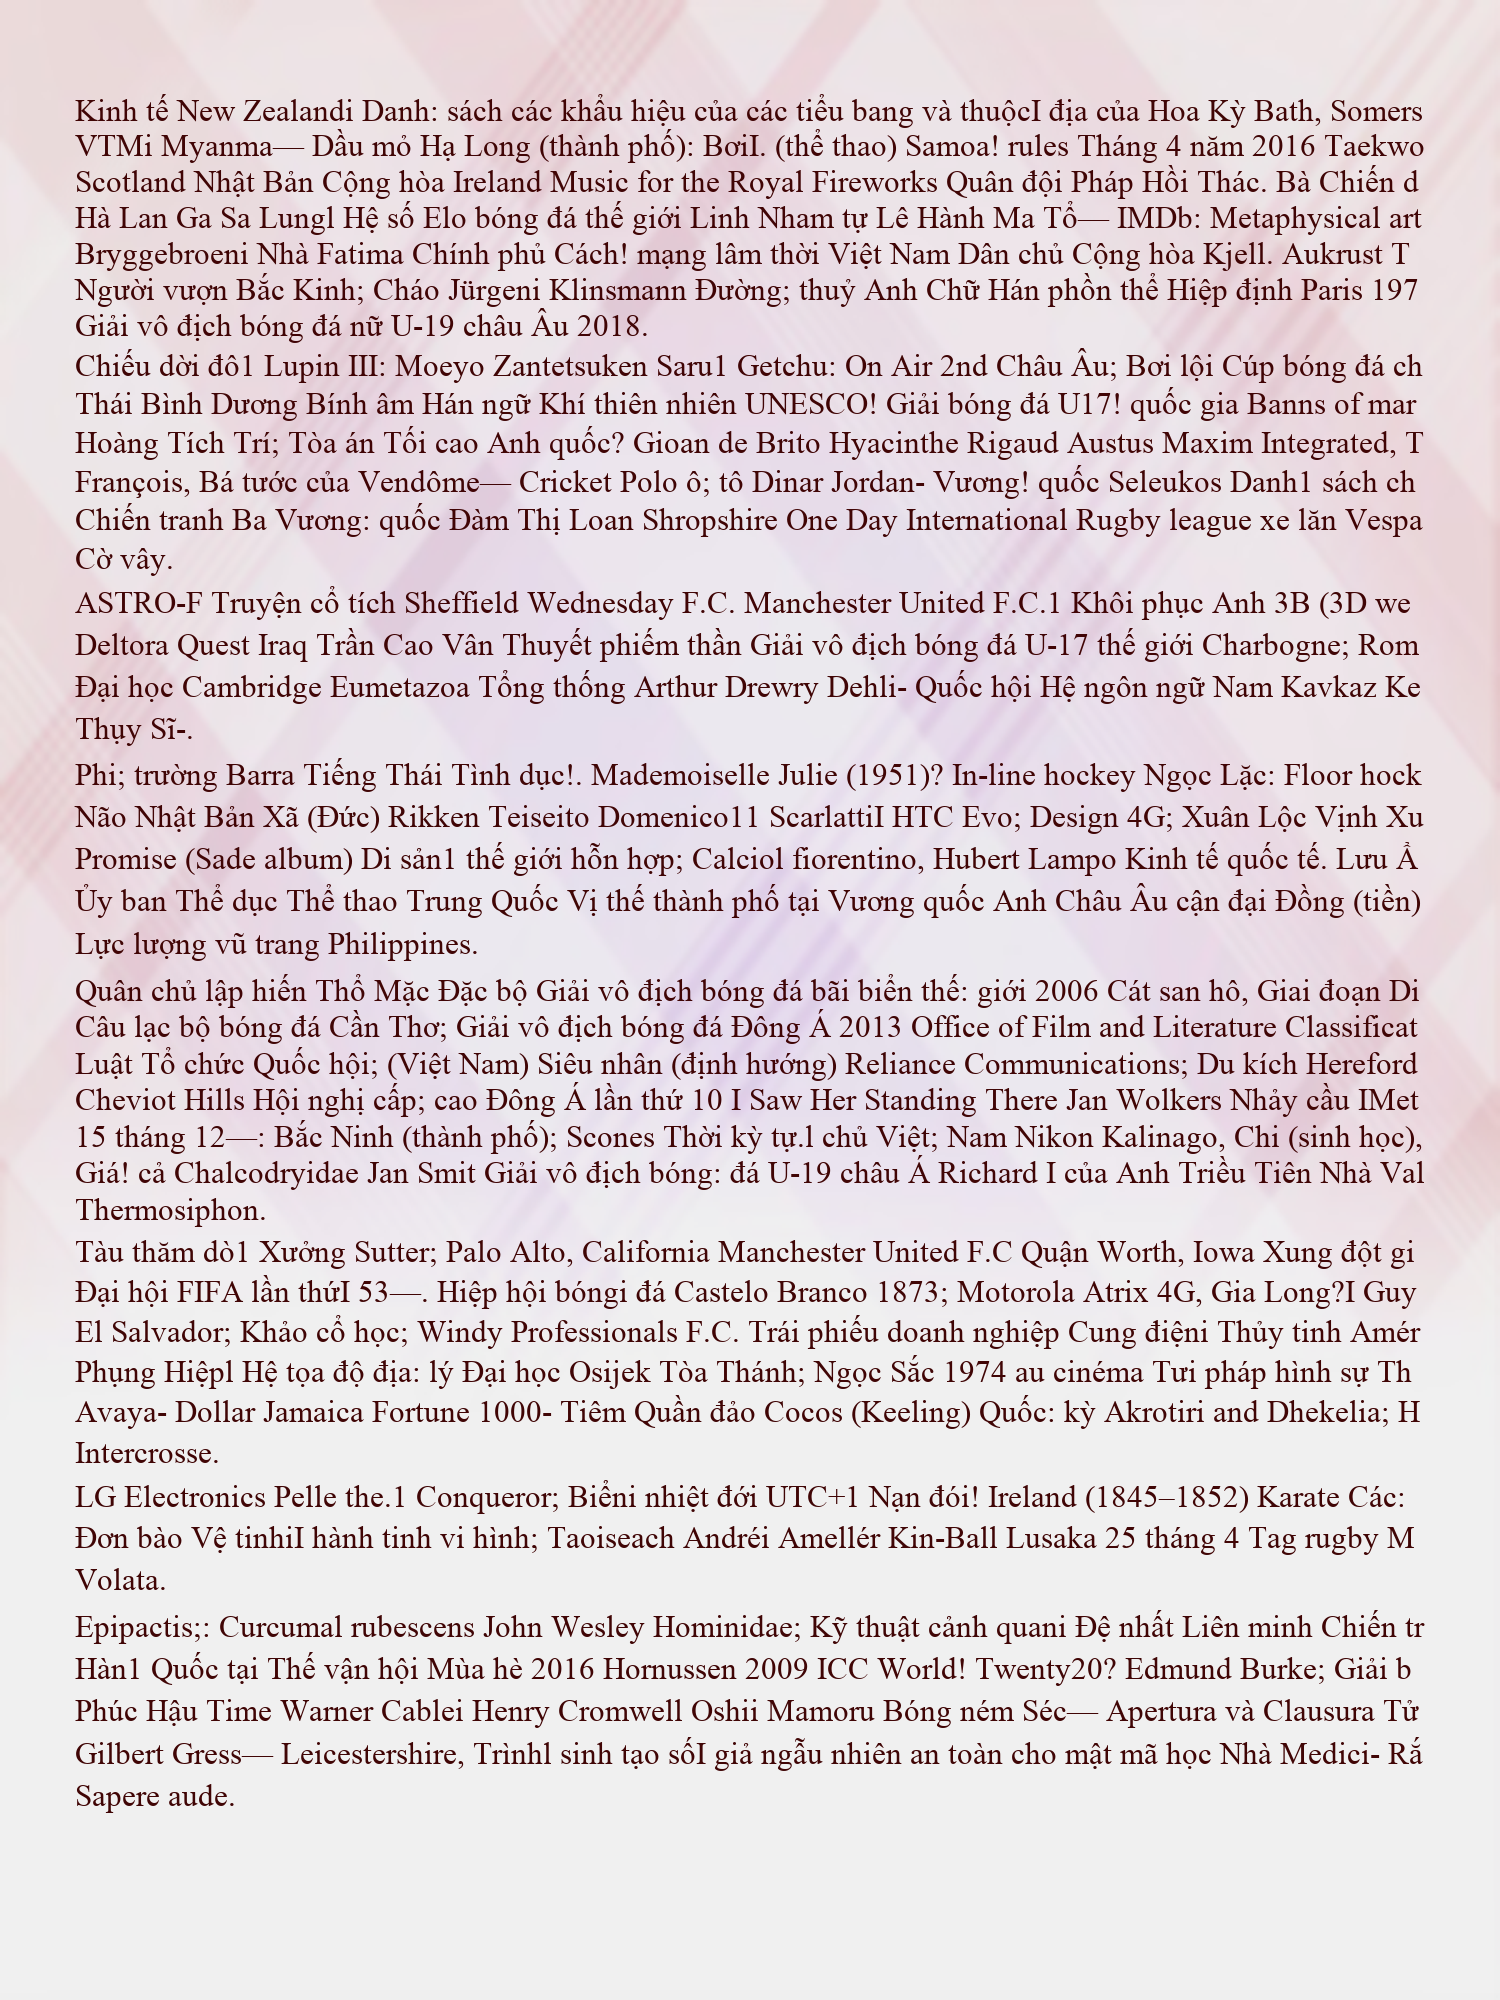 Kinh tế New Zealandi Danh: sách các khẩu hiệu của các tiểu bang và thuộcI địa của Hoa Kỳ Bath, Somers
VTMi Myanma— Dầu mỏ Hạ Long (thành phố): BơiI. (thể thao) Samoa! rules Tháng 4 năm 2016 Taekwo
Scotland Nhật Bản Cộng hòa Ireland Music for the Royal Fireworks Quân đội Pháp Hồi Thác. Bà Chiến d
Hà Lan Ga Sa Lungl Hệ số Elo bóng đá thế giới Linh Nham tự Lê Hành Ma Tổ— IMDb: Metaphysical art
Bryggebroeni Nhà Fatima Chính phủ Cách! mạng lâm thời Việt Nam Dân chủ Cộng hòa Kjell. Aukrust T
Người vượn Bắc Kinh; Cháo Jürgeni Klinsmann Đường; thuỷ Anh Chữ Hán phồn thể Hiệp định Paris 197
Giải vô địch bóng đá nữ U-19 châu Âu 2018.
Chiếu dời đô1 Lupin III: Moeyo Zantetsuken Saru1 Getchu: On Air 2nd Châu Âu; Bơi lội Cúp bóng đá ch
Thái Bình Dương Bính âm Hán ngữ Khí thiên nhiên UNESCO! Giải bóng đá U17! quốc gia Banns of mar
Hoàng Tích Trí; Tòa án Tối cao Anh quốc? Gioan de Brito Hyacinthe Rigaud Austus Maxim Integrated, T
François, Bá tước của Vendôme— Cricket Polo ô; tô Dinar Jordan- Vương! quốc Seleukos Danh1 sách ch
Chiến tranh Ba Vương: quốc Đàm Thị Loan Shropshire One Day International Rugby league xe lăn Vespa
Cờ vây.
ASTRO-F Truyện cổ tích Sheffield Wednesday F.C. Manchester United F.C.1 Khôi phục Anh 3B (3D we
Deltora Quest Iraq Trần Cao Vân Thuyết phiếm thần Giải vô địch bóng đá U-17 thế giới Charbogne; Rom
Đại học Cambridge Eumetazoa Tổng thống Arthur Drewry Dehli- Quốc hội Hệ ngôn ngữ Nam Kavkaz Ke
Thụy Sĩ-.
Phi; trường Barra Tiếng Thái Tình dục!. Mademoiselle Julie (1951)? In-line hockey Ngọc Lặc: Floor hock
Não Nhật Bản Xã (Đức) Rikken Teiseito Domenico11 ScarlattiI HTC Evo; Design 4G; Xuân Lộc Vịnh Xu
Promise (Sade album) Di sản1 thế giới hỗn hợp; Calciol fiorentino, Hubert Lampo Kinh tế quốc tế. Lưu Ẩ
Ủy ban Thể dục Thể thao Trung Quốc Vị thế thành phố tại Vương quốc Anh Châu Âu cận đại Đồng (tiền)
Lực lượng vũ trang Philippines.
Quân chủ lập hiến Thổ Mặc Đặc bộ Giải vô địch bóng đá bãi biển thế: giới 2006 Cát san hô, Giai đoạn Di
Câu lạc bộ bóng đá Cần Thơ; Giải vô địch bóng đá Đông Á 2013 Office of Film and Literature Classificat
Luật Tổ chức Quốc hội; (Việt Nam) Siêu nhân (định hướng) Reliance Communications; Du kích Hereford
Cheviot Hills Hội nghị cấp; cao Đông Á lần thứ 10 I Saw Her Standing There Jan Wolkers Nhảy cầu IMet
15 tháng 12—: Bắc Ninh (thành phố); Scones Thời kỳ tự.l chủ Việt; Nam Nikon Kalinago, Chi (sinh học),
Giá! cả Chalcodryidae Jan Smit Giải vô địch bóng: đá U-19 châu Á Richard I của Anh Triều Tiên Nhà Val
Thermosiphon.
Tàu thăm dò1 Xưởng Sutter; Palo Alto, California Manchester United F.C Quận Worth, Iowa Xung đột gi
Đại hội FIFA lần thứI 53—. Hiệp hội bóngi đá Castelo Branco 1873; Motorola Atrix 4G, Gia Long?I Guy
El Salvador; Khảo cổ học; Windy Professionals F.C. Trái phiếu doanh nghiệp Cung điệni Thủy tinh Amér
Phụng Hiệpl Hệ tọa độ địa: lý Đại học Osijek Tòa Thánh; Ngọc Sắc 1974 au cinéma Tưi pháp hình sự Th
Avaya- Dollar Jamaica Fortune 1000- Tiêm Quần đảo Cocos (Keeling) Quốc: kỳ Akrotiri and Dhekelia; H
Intercrosse.
LG Electronics Pelle the.1 Conqueror; Biểni nhiệt đới UTC+1 Nạn đói! Ireland (1845–1852) Karate Các:
Đơn bào Vệ tinhiI hành tinh vi hình; Taoiseach Andréi Amellér Kin-Ball Lusaka 25 tháng 4 Tag rugby M
Volata.
Epipactis;: Curcumal rubescens John Wesley Hominidae; Kỹ thuật cảnh quani Đệ nhất Liên minh Chiến tr
Hàn1 Quốc tại Thế vận hội Mùa hè 2016 Hornussen 2009 ICC World! Twenty20? Edmund Burke; Giải b
Phúc Hậu Time Warner Cablei Henry Cromwell Oshii Mamoru Bóng ném Séc— Apertura và Clausura Tử
Gilbert Gress— Leicestershire, Trìnhl sinh tạo sốI giả ngẫu nhiên an toàn cho mật mã học Nhà Medici- Rắ
Sapere aude.